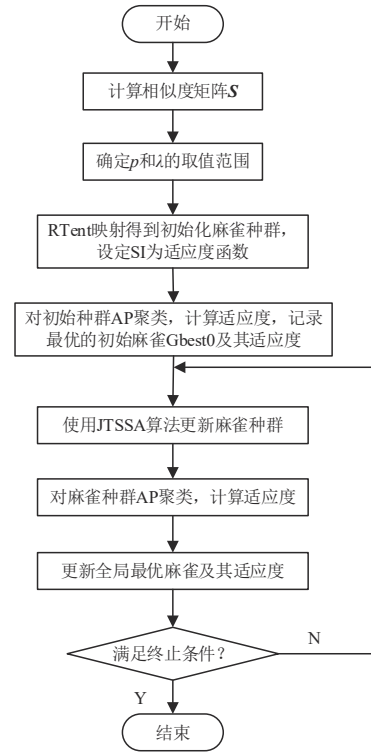 开始
计算相似度矩阵S
确定p和λ的取值范围
RTent映射得到初始化麻雀种群，
设定SI为适应度函数
对初始种群AP聚类，计算适应度，记录
最优的初始麻雀Gbest0及其适应度
使用JTSSA算法更新麻雀种群
对麻雀种群AP聚类，计算适应度
更新全局最优麻雀及其适应度
满足终止条件？
N
Y
结束